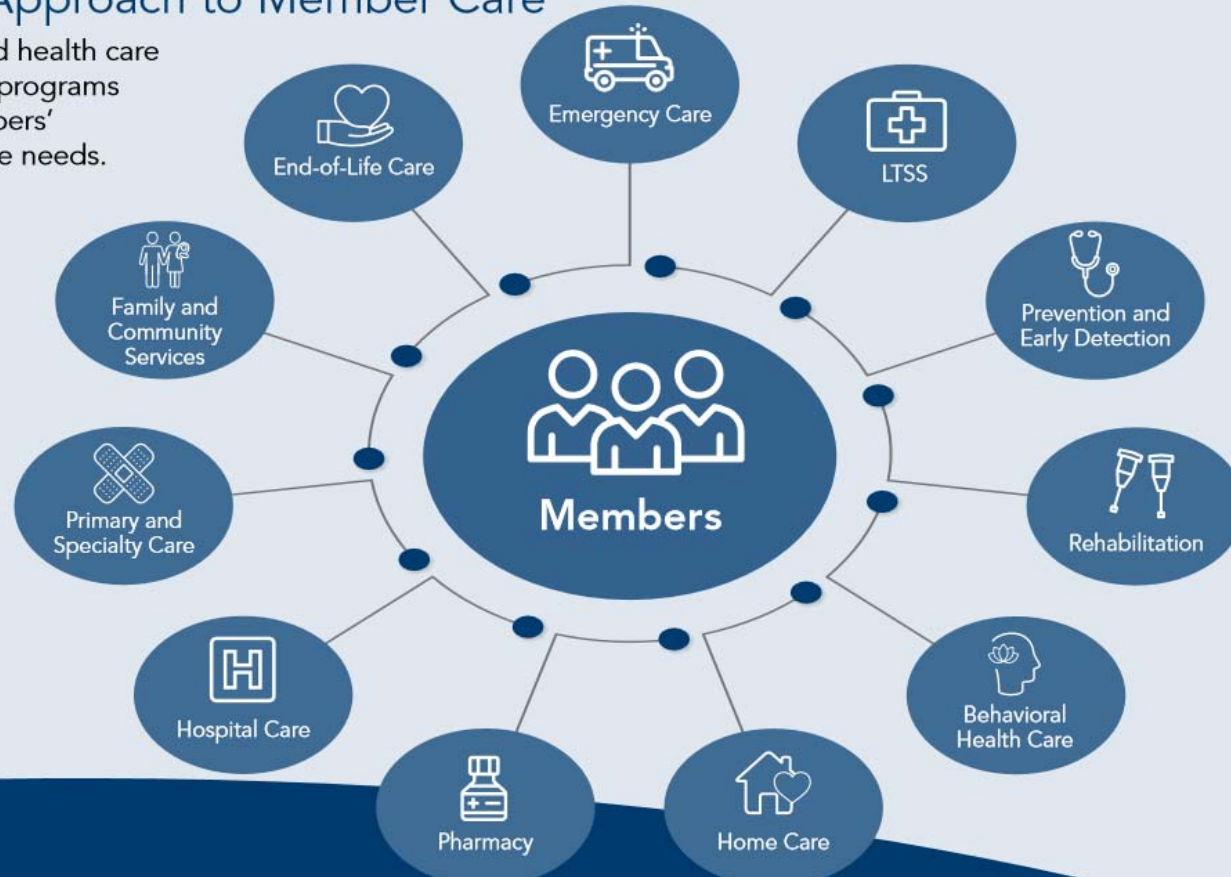 Approach to Member Care
health care
programs
needs.
Emergency Care
LTSS
Prevention and
Early Detection
Rehabilitation
Behavioral
Health Care
Home Care
Pharmacy
Hospital Care
Primary and
Specialty Care
Family and
Community
Services
End-of-Life Care
Members
H